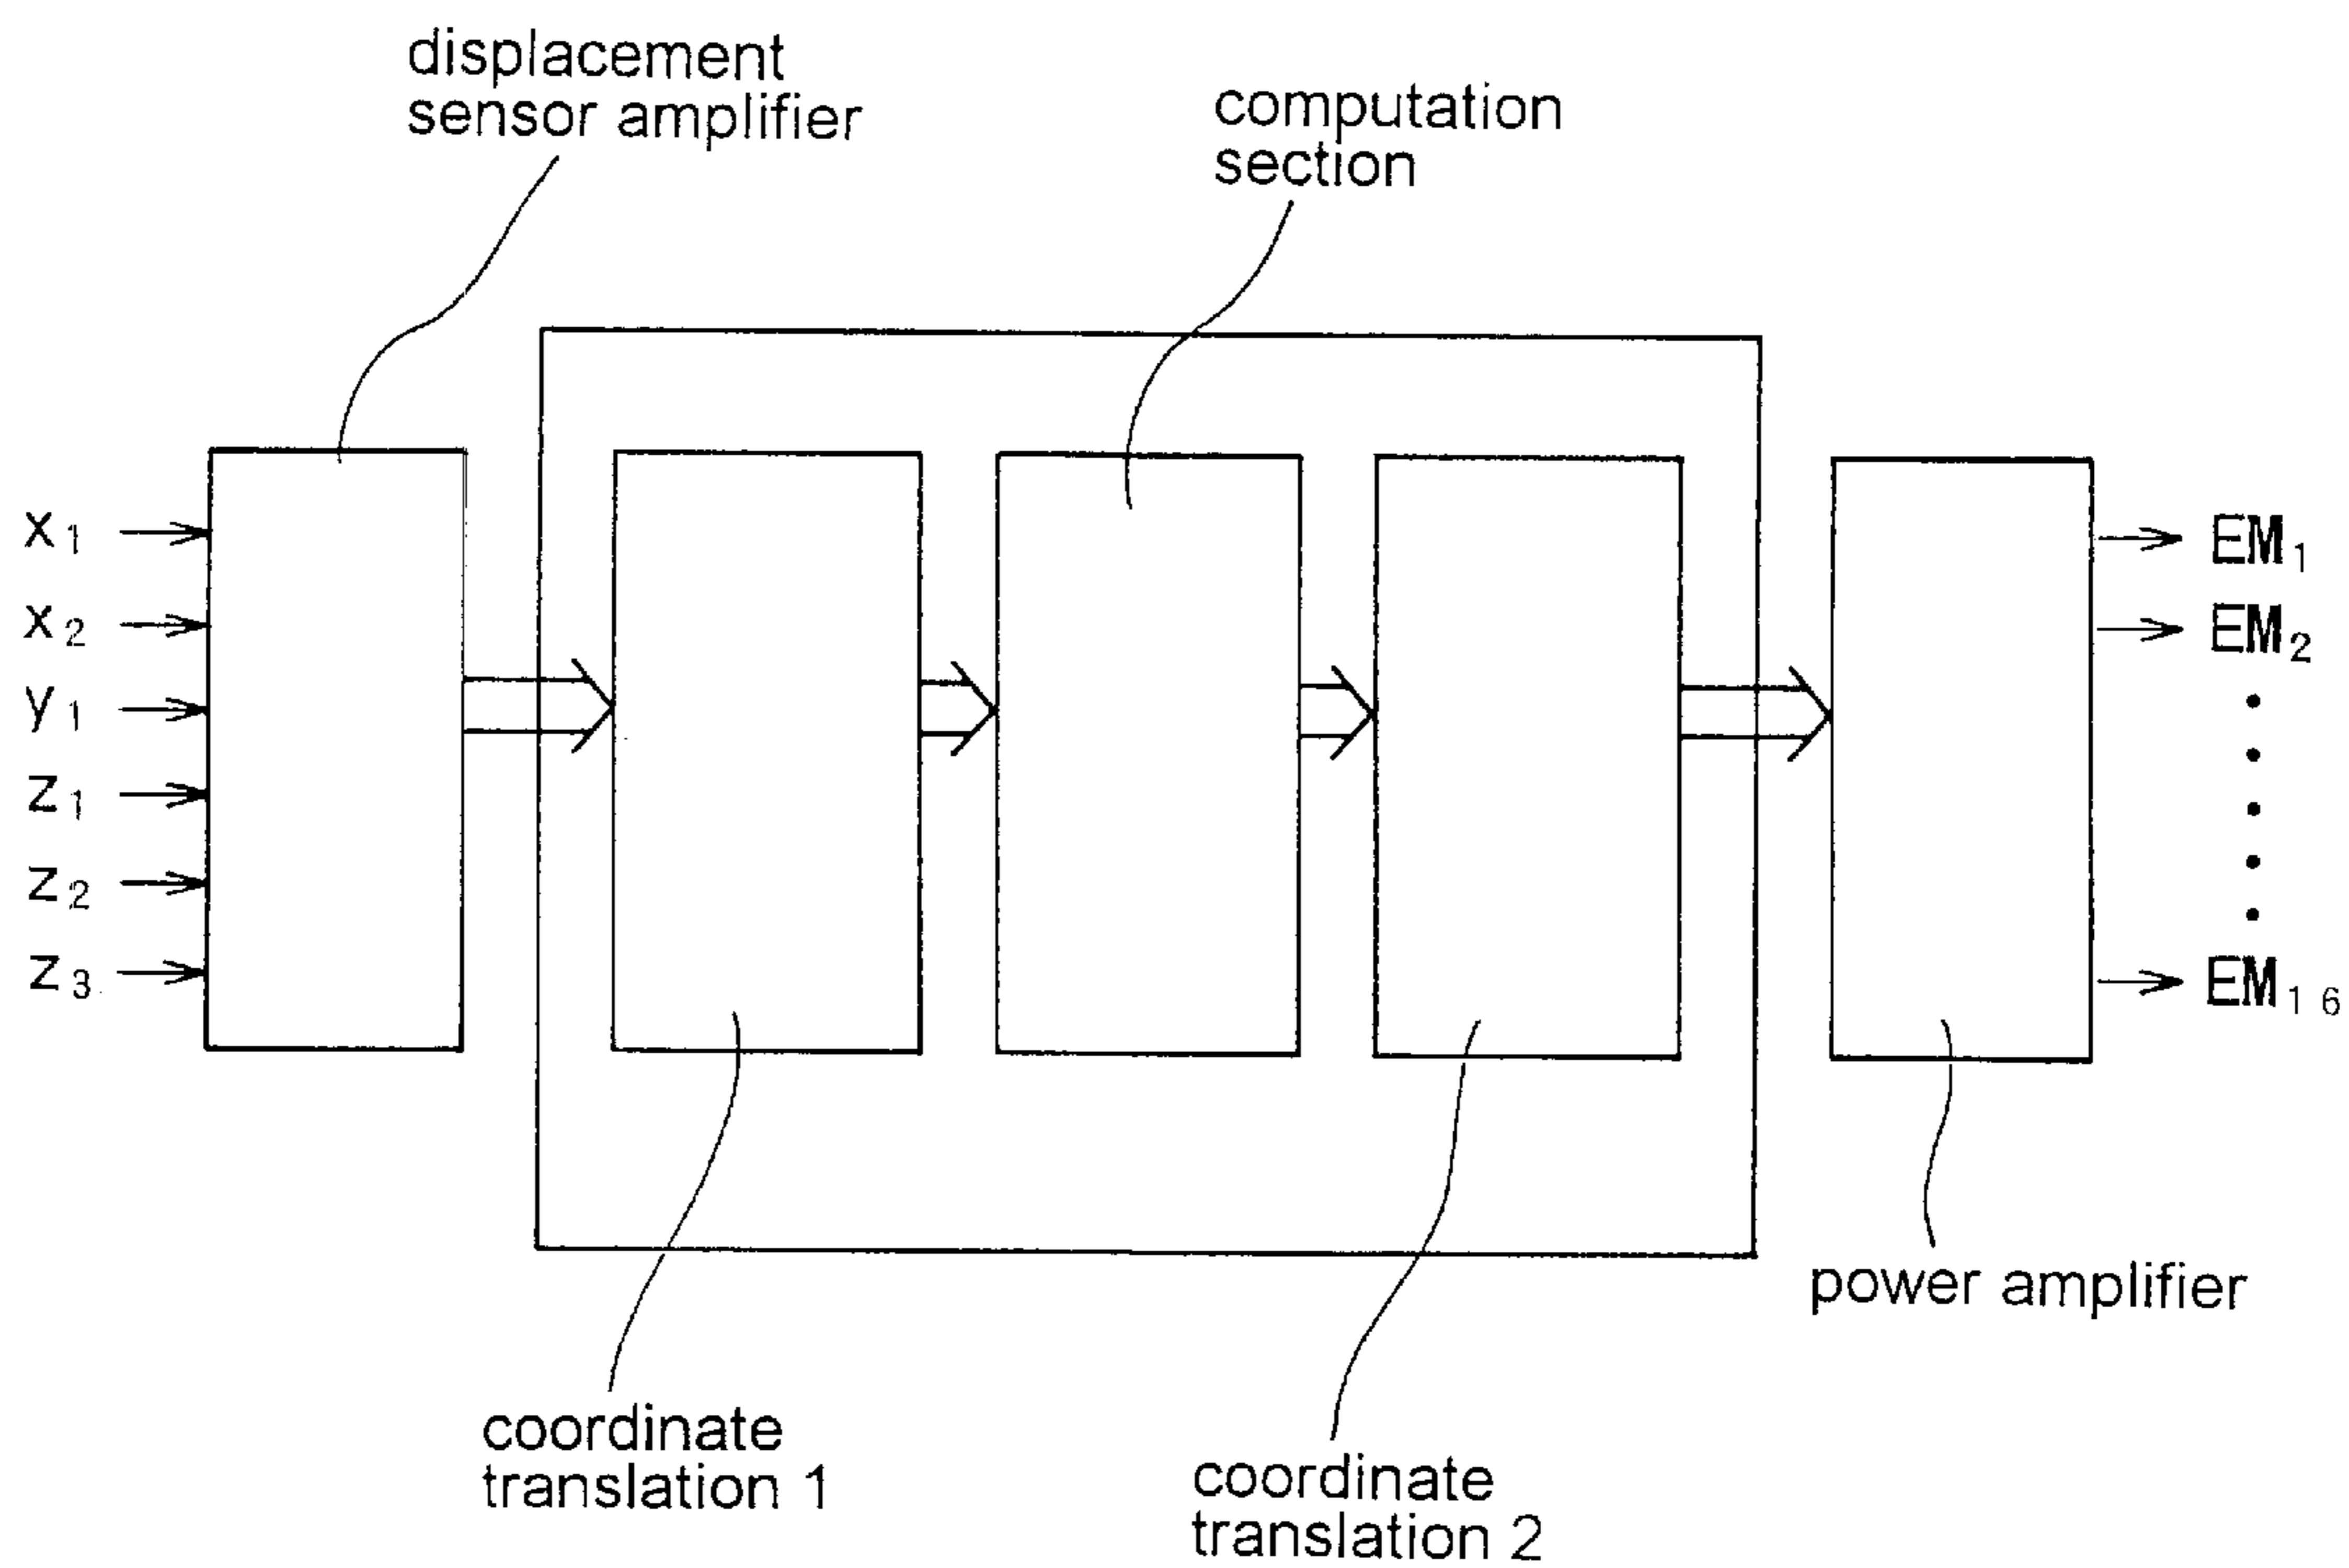 displacement
sensor amplifier
computation
section
x1
x2
y1
z1
z2
z3
EM1
EM2
EM16
power amplifier
coordinate
translation 1
coordinate
translation 2